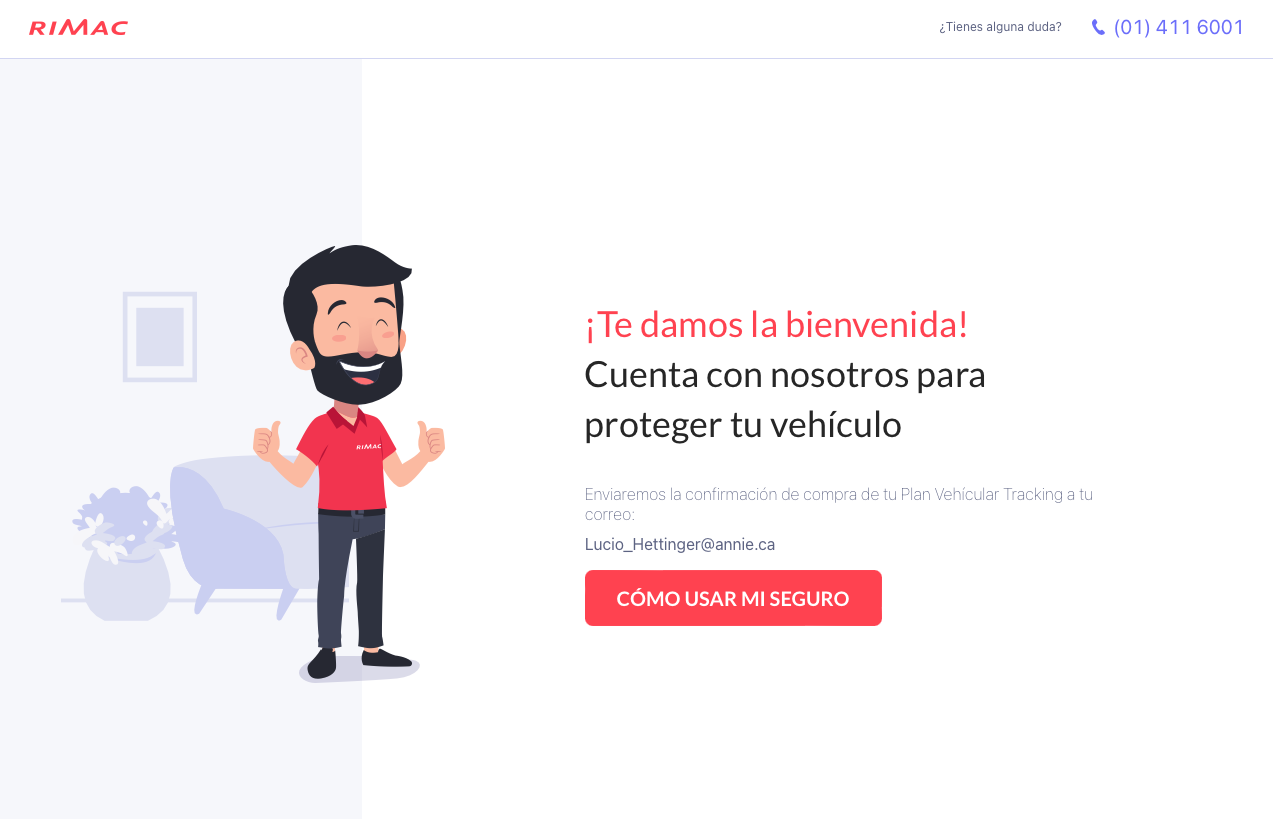 RIMAC
¿Tienes alguna duda?
(01) 411 6001
¡Te damos la bienvenida!
Cuenta con nosotros para
proteger tu vehículo
RIMAC
Enviaremos la confirmación de compra de tu Plan Vehícular Tracking a tu
correo:
Lucio_Hettinger@annie.ca
CÓMO USAR MI SEGURO